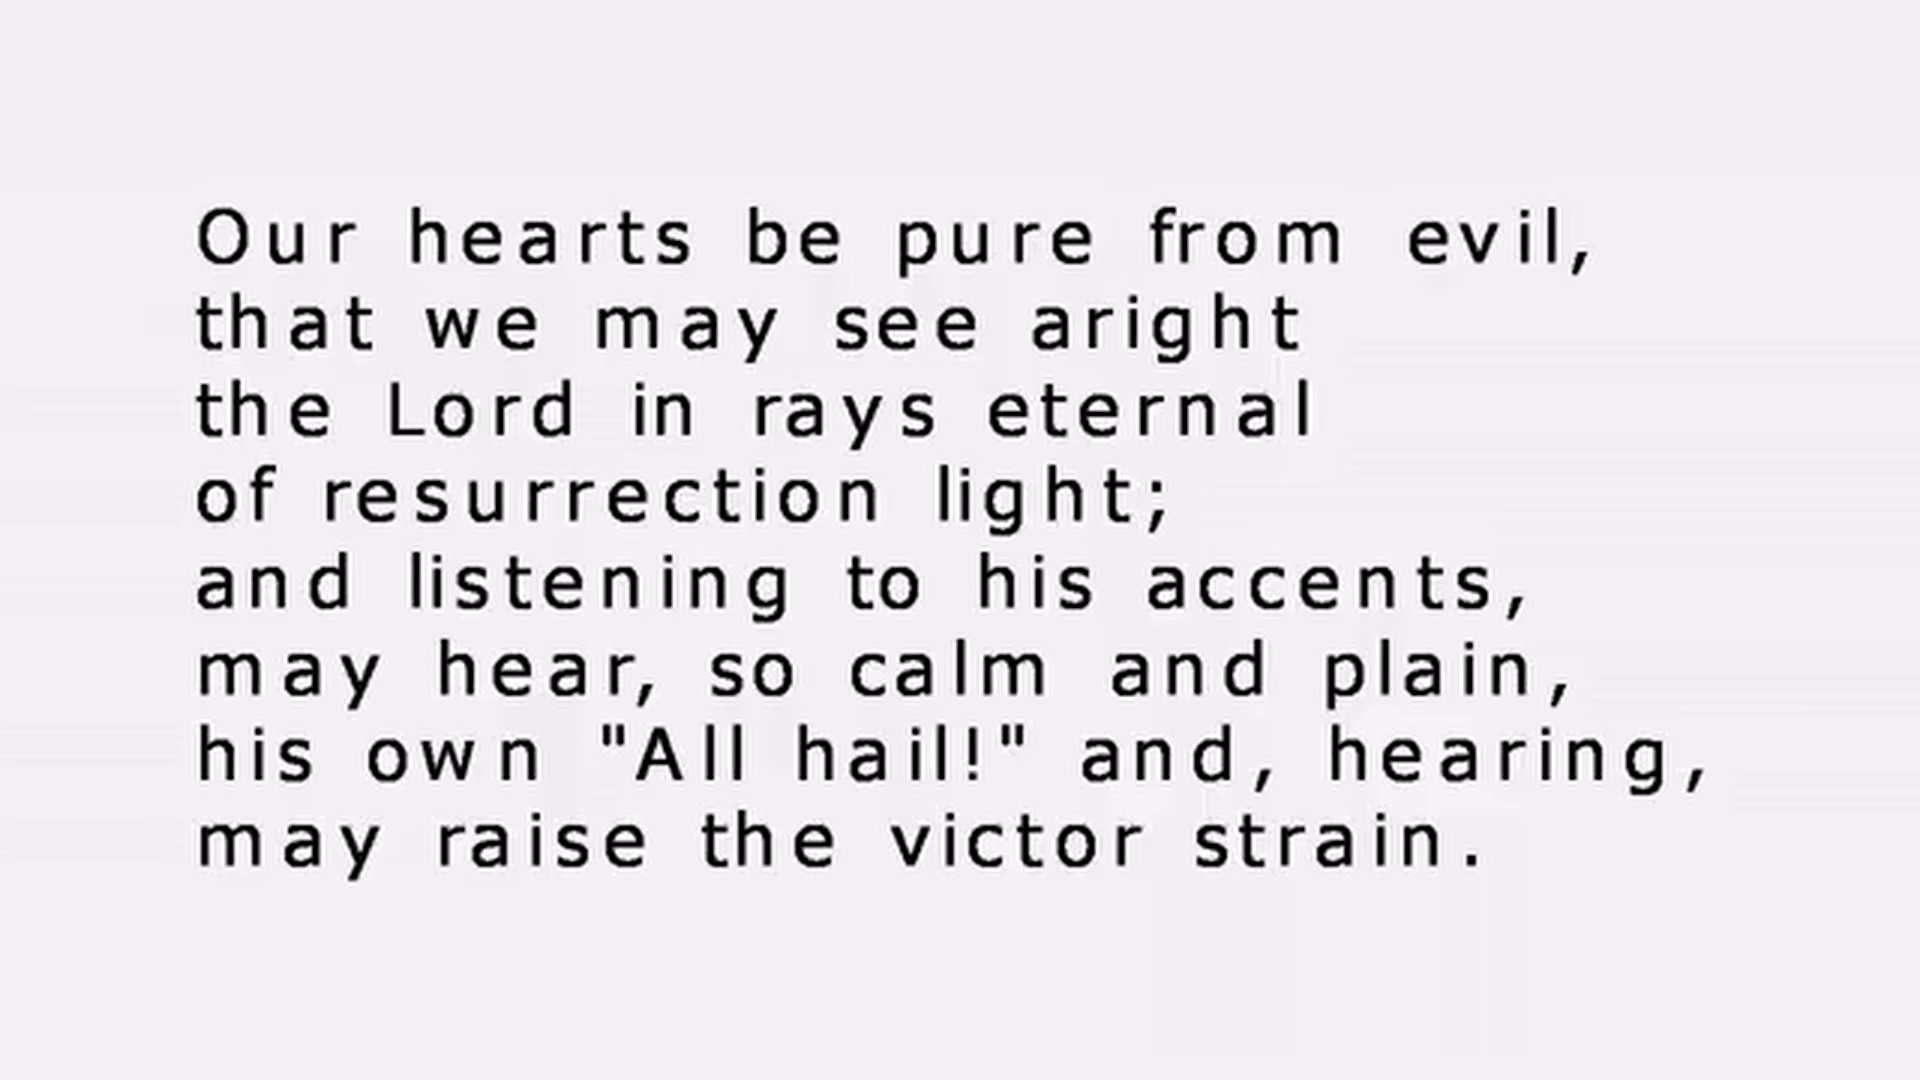 Our hearts be pure from evil,
that we may see aright
the Lord in rays eternal
of resurrection light;
and listening to his accents,
may hear, so calm and plain,
his own "All hail!" and, hearing,
may raise the victor strain.